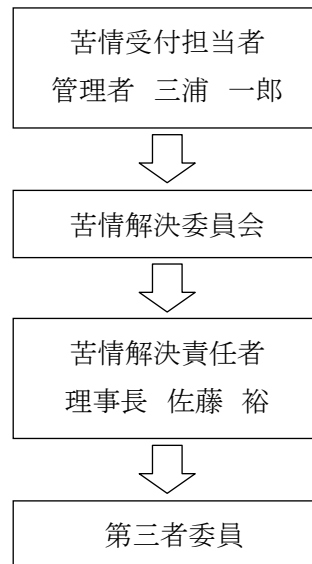 苦情受付担当者
管理者 三浦 一郎
苦情解決委員会
苦情解決責任者
理事長 佐藤 裕
第三者委員